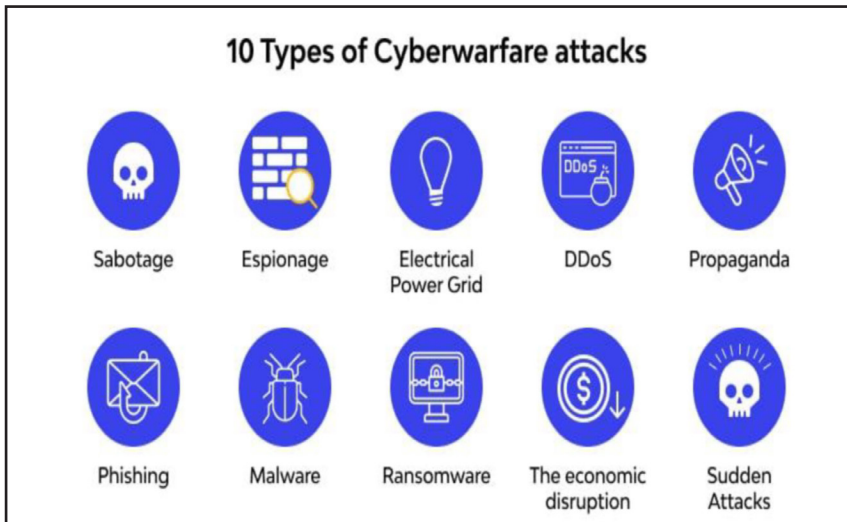 10 Types of Cyberwarfare attacks
DDoS
Sabotage
Espionage
Electrical
Power Grid
DDoS
Propaganda
Phishing
Malware
Ransomware
The economic
disruption
Sudden
Attacks